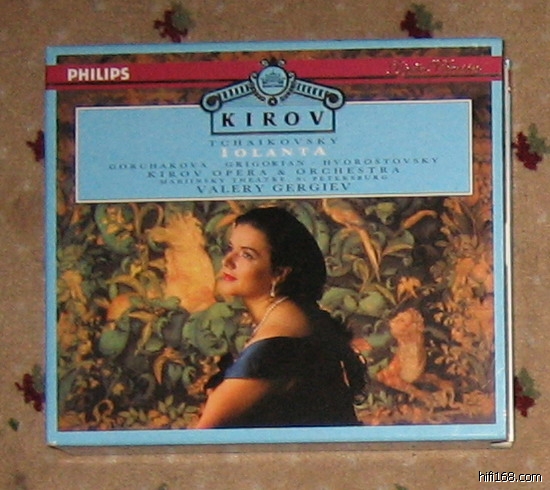 PHILIPS
KIROV
TCHAIKOVSKY
IOLANTA
GORCHAKOVA · GRIGORIAN · HVOROSTOVSKY
KIROV OPERA & ORCHESTRA
MARIINSKY THEATRE, ST PETERSBURG
VALERY GERGIEV
hifi168.com